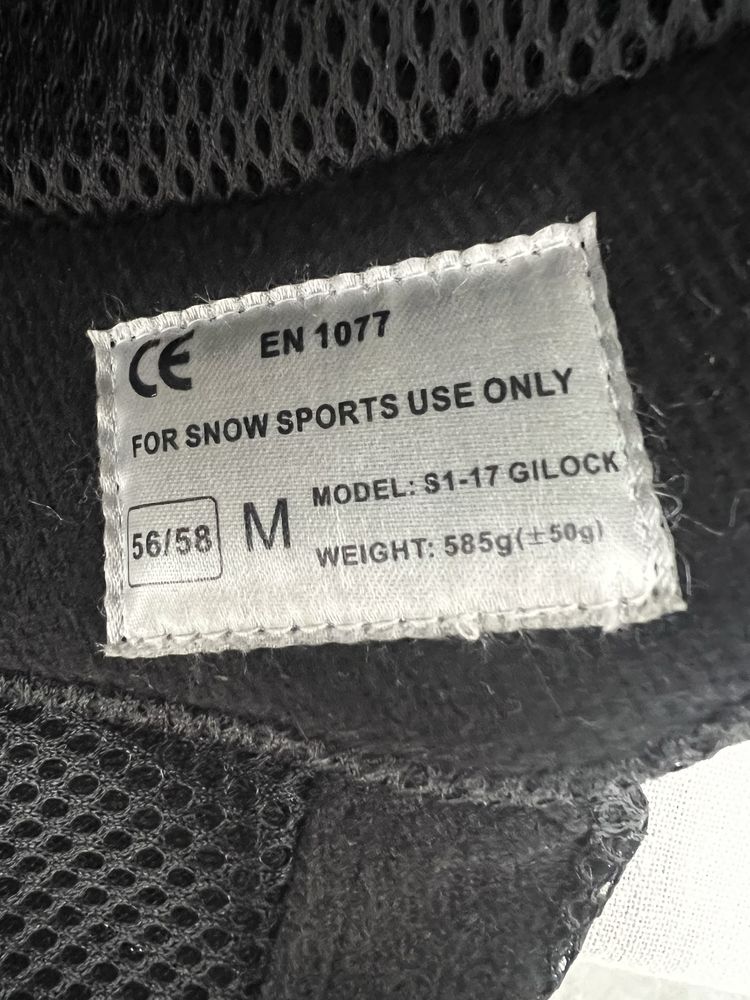 CE EN 1077
FOR SNOW SPORTS USE ONLY
MODEL: S1-17 GILOCK
56/58 M
WEIGHT: 585g(±50g)